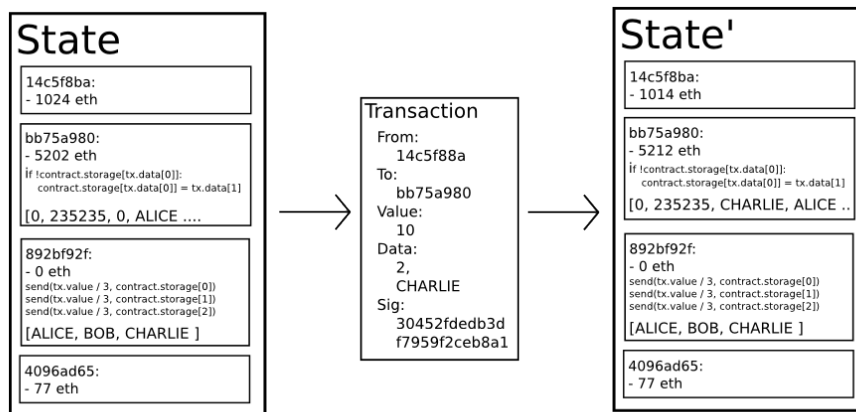 State
14c5f8ba:
- 1024 eth
bb75a980:
- 5202 eth
if !contract.storage[tx.data[0]]:
contract.storage[tx.data[0]] = tx.data[1]
[0, 235235, 0, ALICE ....
892bf92f:
- 0 eth
send(tx.value / 3, contract.storage[0])
send(tx.value / 3, contract.storage[1])
send(tx.value / 3, contract.storage[2])
[ALICE, BOB, CHARLIE ]
4096ad65:
- 77 eth
Transaction
From:
14c5f88a
To:
bb75a980
Value:
10
Data:
2,
CHARLIE
Sig:
30452fdedb3d
f7959f2ceb8a1
State'
14c5f8ba:
- 1014 eth
bb75a980:
- 5212 eth
if !contract.storage[tx.data[0]]:
contract.storage[tx.data[0]] = tx.data[1]
[0, 235235, CHARLIE, ALICE ..
892bf92f:
- 0 eth
send(tx.value / 3, contract.storage[0])
send(tx.value / 3, contract.storage[1])
send(tx.value / 3, contract.storage[2])
[ALICE, BOB, CHARLIE ]
4096ad65:
- 77 eth